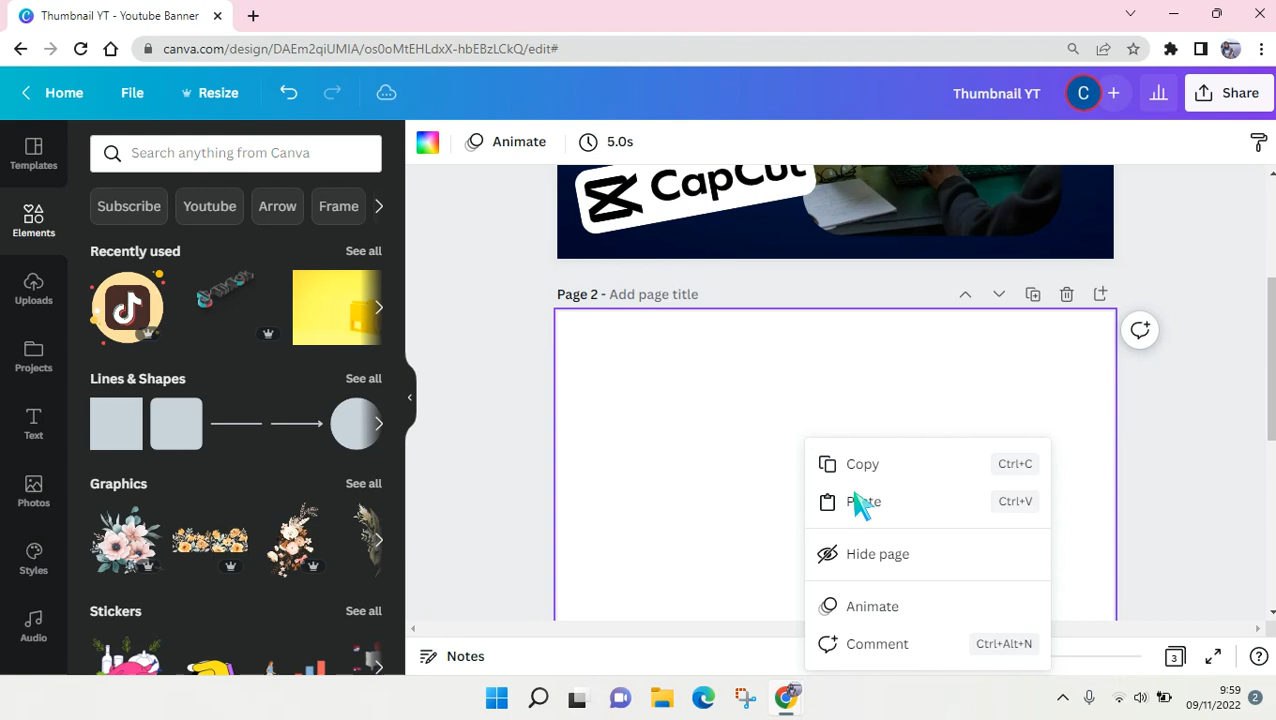 Thumbnail YT - Youtube Banner
canva.com/design/DAEm2qiUMIA/os0oMtEHLdxX-hbEBzLCkQ/edit#
Home
File
Resize
Thumbnail YT
C
Share
Templates
Elements
Uploads
Projects
Text
Photos
Styles
Audio
Search anything from Canva
Subscribe
Youtube
Arrow
Frame
Recently used
See all
Lines & Shapes
See all
Graphics
See all
Stickers
See all
Animate
5.0s
CapCut
Page 2 - Add page title
Copy
Ctrl+C
Paste
Ctrl+V
Hide page
Animate
Comment
Ctrl+Alt+N
Notes
3
9:59
09/11/2022
2